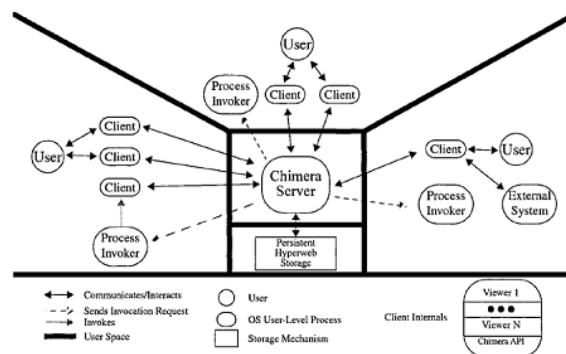 User
Process
Invoker
Client
Client
Client
User
Client
Client
Chimera
Server
Client
User
Process
Invoker
External
System
Process
Invoker
Persistent
Hyperweb
Storage
Communicates/Interacts
Sends Invocation Request
Invokes
User Space
User
OS User-Level Process
Storage Mechanism
Client Internals
Viewer 1
Viewer N
Chimera API